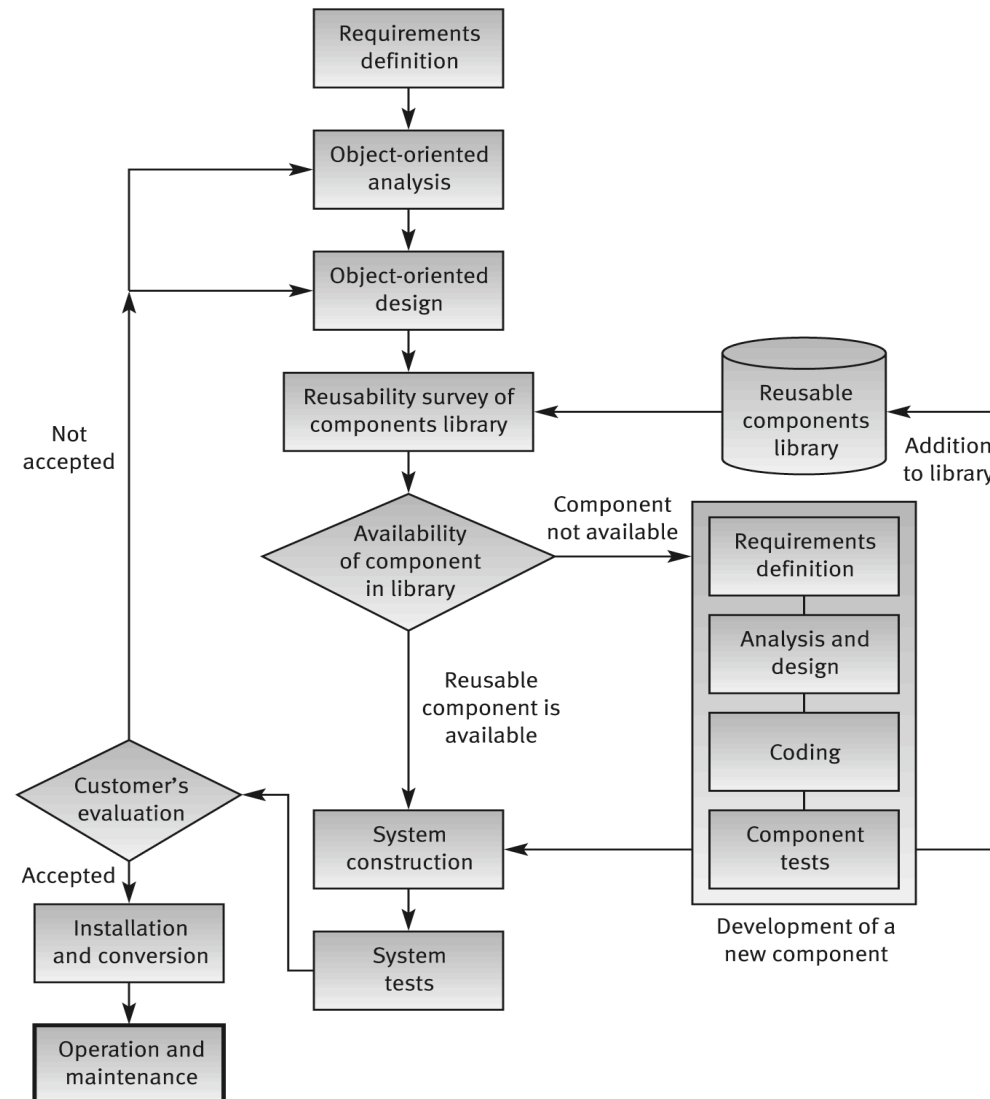 Requirements
definition
Object-oriented
analysis
Object-oriented
design
Reusability survey of
components library
Reusable
components
library
Addition
to library
Not
accepted
Availability
of component
in library
Component
not available
Requirements
definition
Analysis and
design
Coding
Component
tests
Development of a
new component
Reusable
component is
available
Customer’s
evaluation
System
construction
Accepted
Installation
and conversion
System
tests
Operation and
maintenance